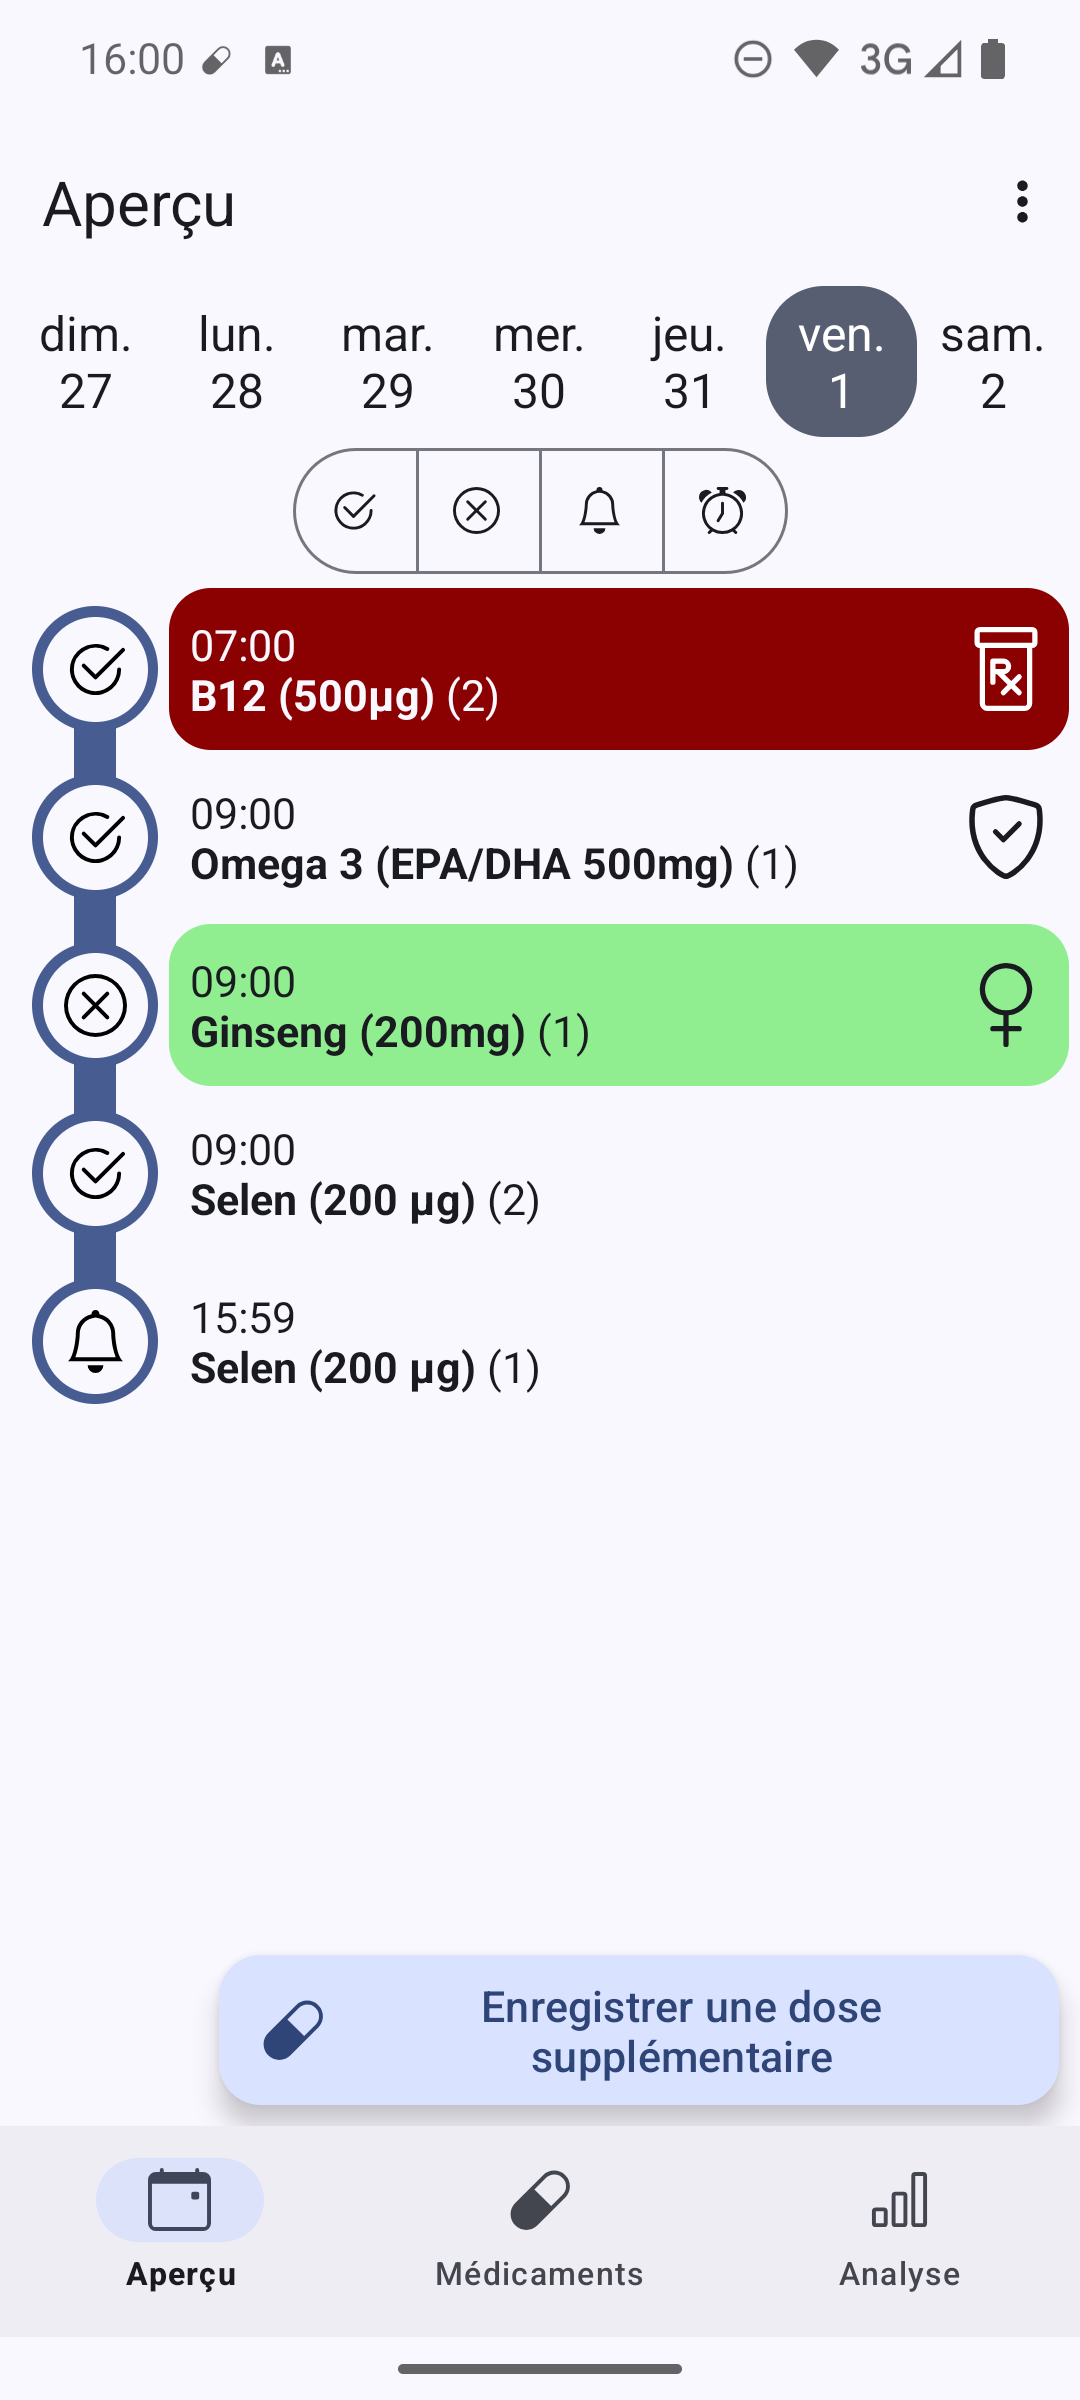 16:00
3G
Aperçu
dim. lun. mar. mer. jeu. ven. sam.
27 28 29 30 31 1 2
07:00
B12 (500µg) (2)
09:00
Omega 3 (EPA/DHA 500mg) (1)
09:00
Ginseng (200mg) (1)
09:00
Selen (200 µg) (2)
15:59
Selen (200 µg) (1)
Enregistrer une dose
supplémentaire
Aperçu Médicaments Analyse